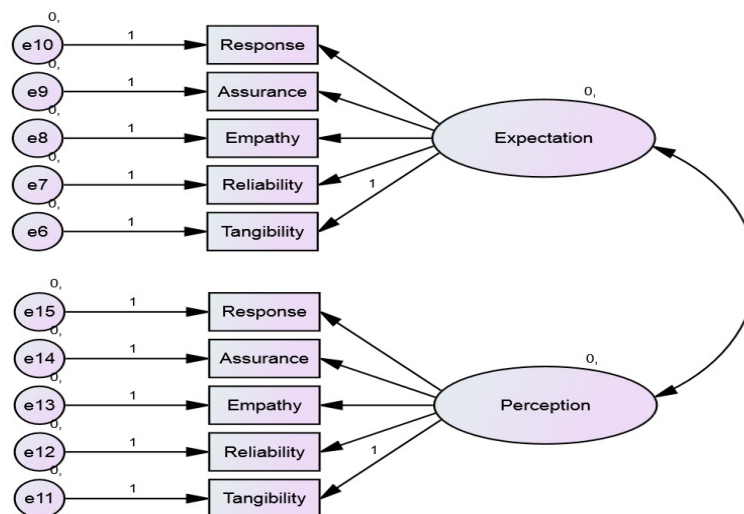 0,
e10 1 Response
0,
e9 1 Assurance
0, 0,
e8 1 Empathy Expectation
0,
e7 1 Reliability
0, 1
e6 1 Tangibility
0,
e15 1 Response
0,
e14 1 Assurance
0, 0,
e13 1 Empathy Perception
0,
e12 1 Reliability
0, 1
e11 1 Tangibility